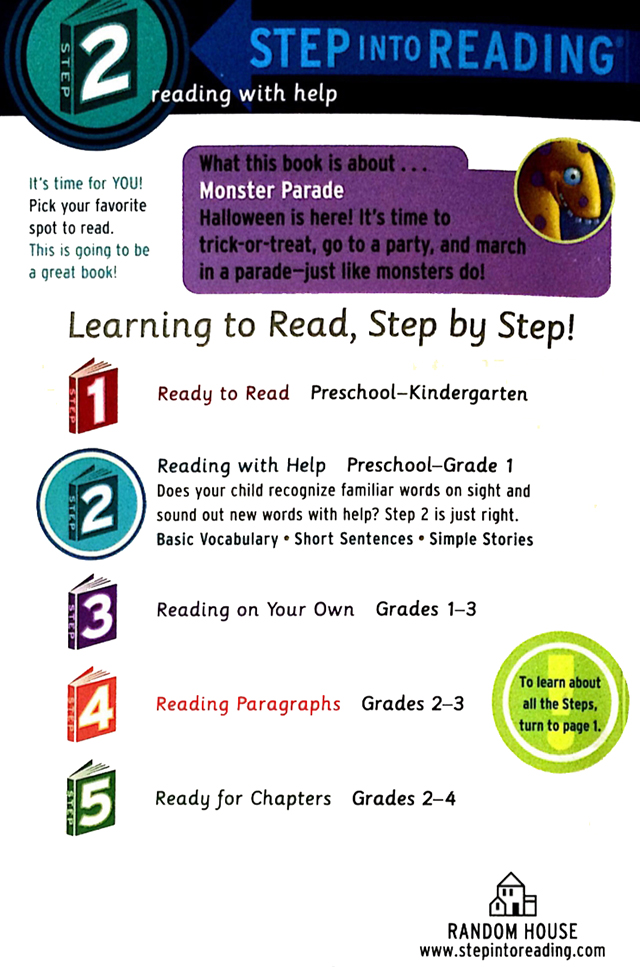 STEP
2
STEP INTO READING®
reading with help
It's time for YOU!
Pick your favorite
spot to read.
This is going to be
a great book!
What this book is about . . .
Monster Parade
Halloween is here! It's time to
trick-or-treat, go to a party, and march
in a parade—just like monsters do!
Learning to Read, Step by Step!
STEP 1
Ready to Read Preschool–Kindergarten
STEP 2
Reading with Help Preschool–Grade 1
Does your child recognize familiar words on sight and
sound out new words with help? Step 2 is just right.
Basic Vocabulary • Short Sentences • Simple Stories
STEP 3
Reading on Your Own Grades 1–3
STEP 4
Reading Paragraphs Grades 2–3
STEP 5
Ready for Chapters Grades 2–4
To learn about
all the Steps,
turn to page 1.
RANDOM HOUSE
www.stepintoreading.com